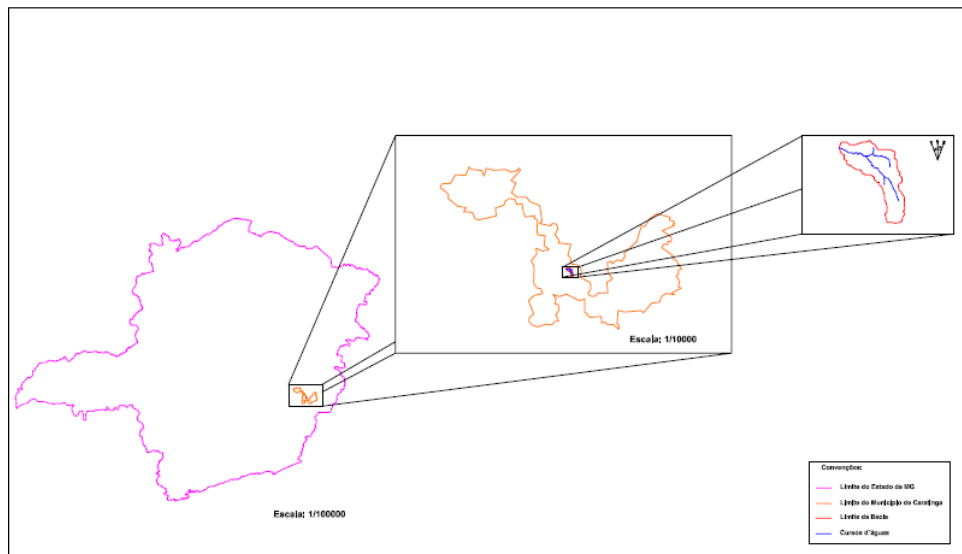 Escala; 1/10000
Escala; 1/100000
Convenções:
Limite do Estado de MG
Limite do Município de Caratinga
Limite da Bacia
Cursos d'águas